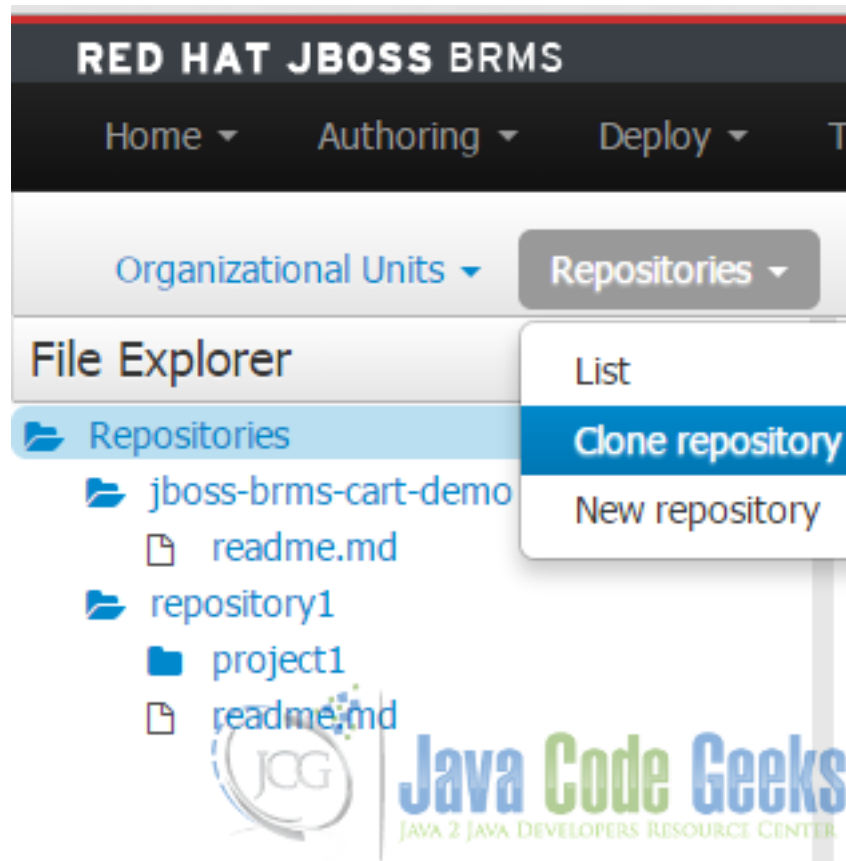 RED HAT JBOSS BRMS
Home Authoring Deploy T
Organizational Units Repositories
File Explorer
List
Repositories
Clone repository
jboss-brms-cart-demo
New repository
readme.md
repository1
project1
readme.md
JCG Java Code Geeks
JAVA 2 JAVA DEVELOPERS RESOURCE CENTER